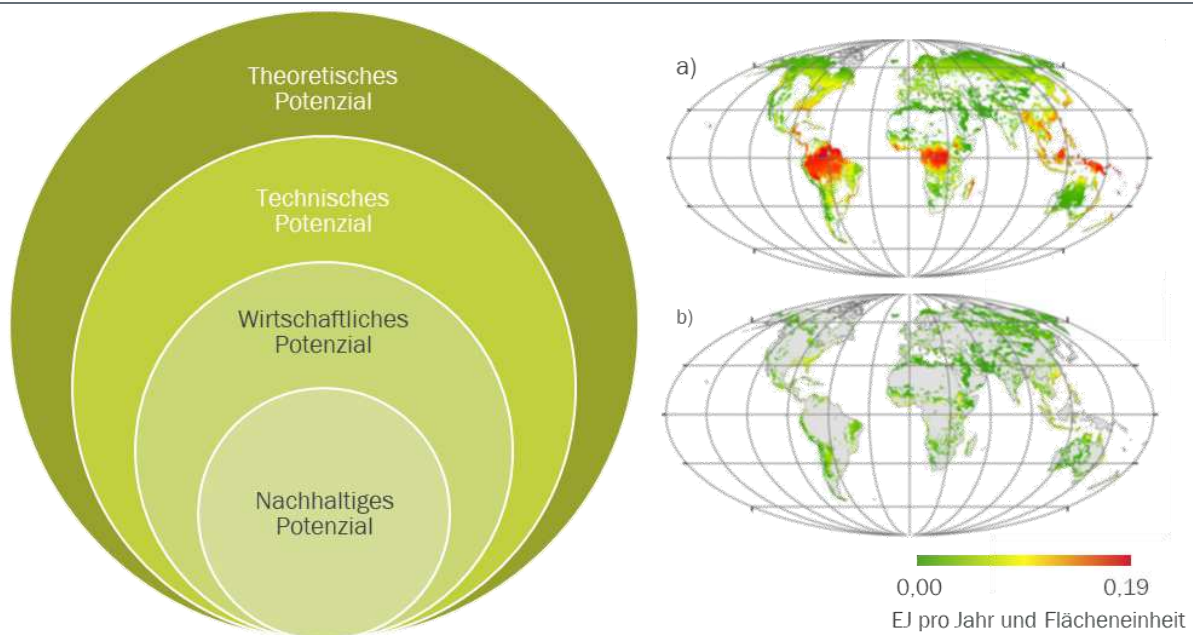 Theoretisches
Potenzial
Technisches
Potenzial
Wirtschaftliches
Potenzial
Nachhaltiges
Potenzial
a)
b)
0,00 0,19
EJ pro Jahr und Flächeneinheit